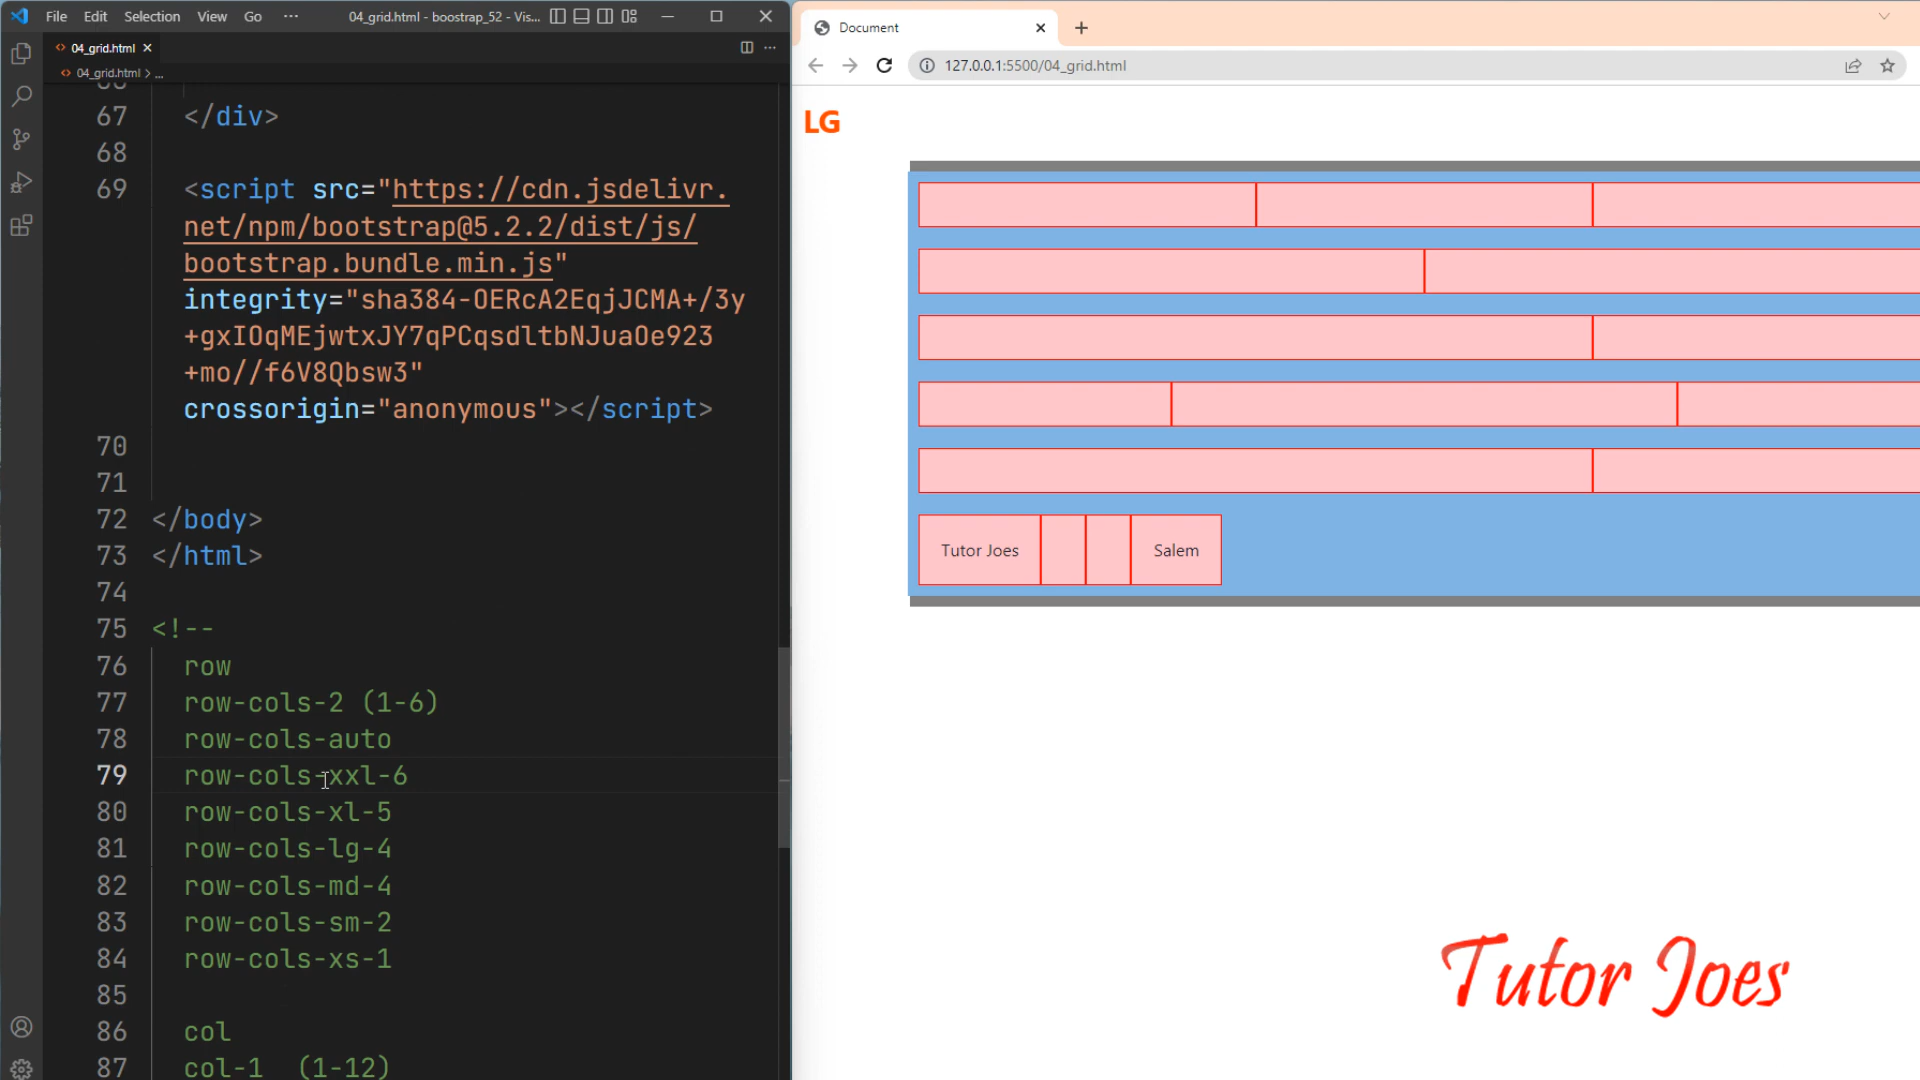 File Edit Selection View Go ··· 04_grid.html - boostrap_52 - Vis...
04_grid.html
04_grid.html > ...
67 </div>
68
69 <script src="https://cdn.jsdelivr.
net/npm/bootstrap@5.2.2/dist/js/
bootstrap.bundle.min.js"
integrity="sha384-OERcA2EqjJCMA+/3y
+gxIOqMEjwtxJY7qPCqsdltbNJuaOe923
+mo//f6V8Qbsw3"
crossorigin="anonymous"></script>
70
71
72 </body>
73 </html>
74
75 <!--
76 row
77 row-cols-2 (1-6)
78 row-cols-auto
79 row-cols-xxl-6
80 row-cols-xl-5
81 row-cols-lg-4
82 row-cols-md-4
83 row-cols-sm-2
84 row-cols-xs-1
85
86 col
87 col-1 (1-12)
Document
127.0.0.1:5500/04_grid.html
LG
Tutor Joes
Salem
Tutor Joes